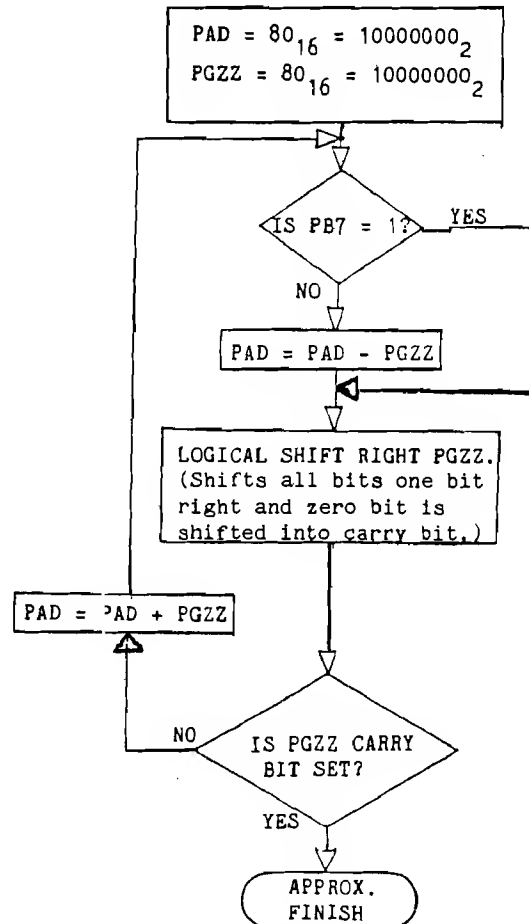 PAD = 80₁₆ = 10000000₂
PGZZ = 80₁₆ = 10000000₂
IS PB7 = 1?
YES
NO
PAD = PAD - PGZZ
LOGICAL SHIFT RIGHT PGZZ.
(Shifts all bits one bit
right and zero bit is
shifted into carry bit.)
PAD = PAD + PGZZ
NO
IS PGZZ CARRY
BIT SET?
YES
APPROX.
FINISH